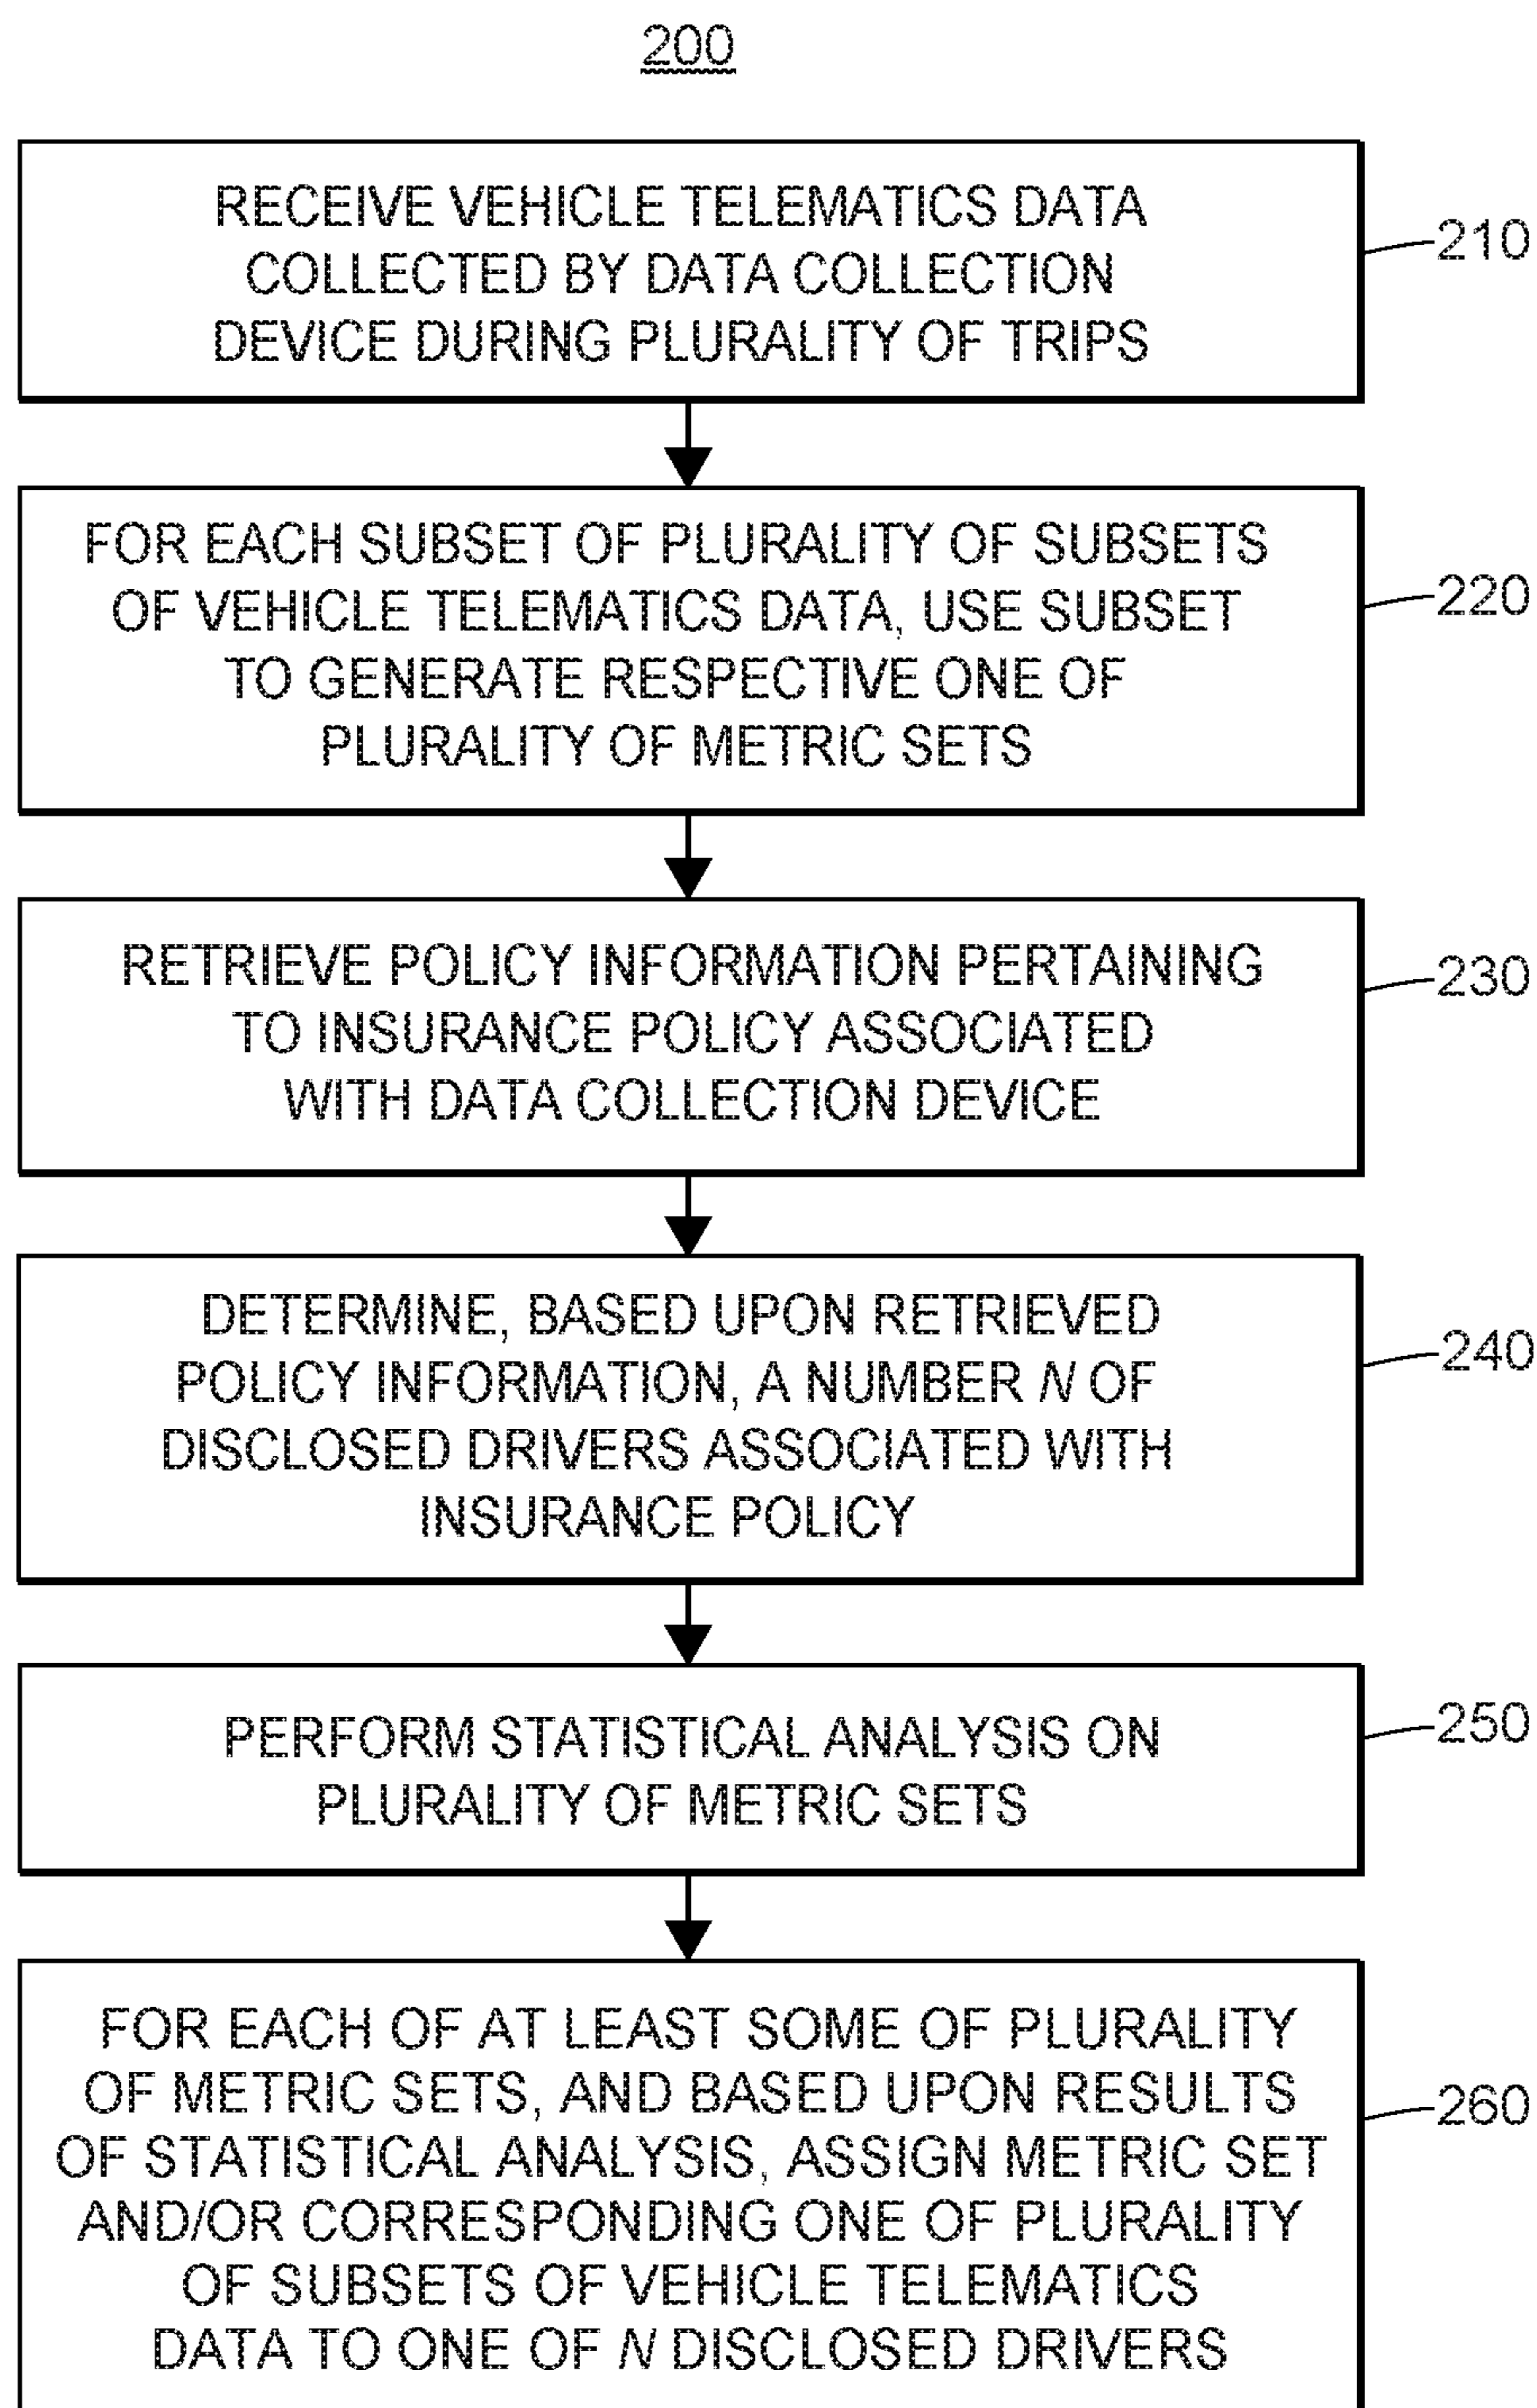 200
RECEIVE VEHICLE TELEMATICS DATA
COLLECTED BY DATA COLLECTION
DEVICE DURING PLURALITY OF TRIPS
210
FOR EACH SUBSET OF PLURALITY OF SUBSETS
OF VEHICLE TELEMATICS DATA, USE SUBSET
TO GENERATE RESPECTIVE ONE OF
PLURALITY OF METRIC SETS
220
RETRIEVE POLICY INFORMATION PERTAINING
TO INSURANCE POLICY ASSOCIATED
WITH DATA COLLECTION DEVICE
230
DETERMINE, BASED UPON RETRIEVED
POLICY INFORMATION, A NUMBER N OF
DISCLOSED DRIVERS ASSOCIATED WITH
INSURANCE POLICY
240
PERFORM STATISTICAL ANALYSIS ON
PLURALITY OF METRIC SETS
250
FOR EACH OF AT LEAST SOME OF PLURALITY
OF METRIC SETS, AND BASED UPON RESULTS
OF STATISTICAL ANALYSIS, ASSIGN METRIC SET
AND/OR CORRESPONDING ONE OF PLURALITY
OF SUBSETS OF VEHICLE TELEMATICS
DATA TO ONE OF N DISCLOSED DRIVERS
260